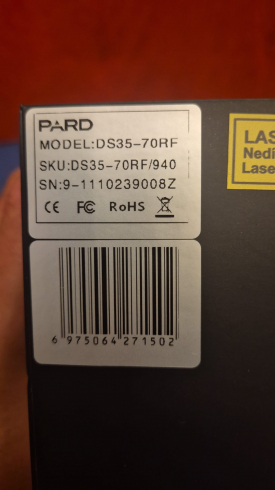 PARD
MODEL:DS35-70RF
SKU:DS35-70RF/940
SN:9-1110239008Z
CE FC RoHS
6 975064 271502
LAS
Nedi
Lase